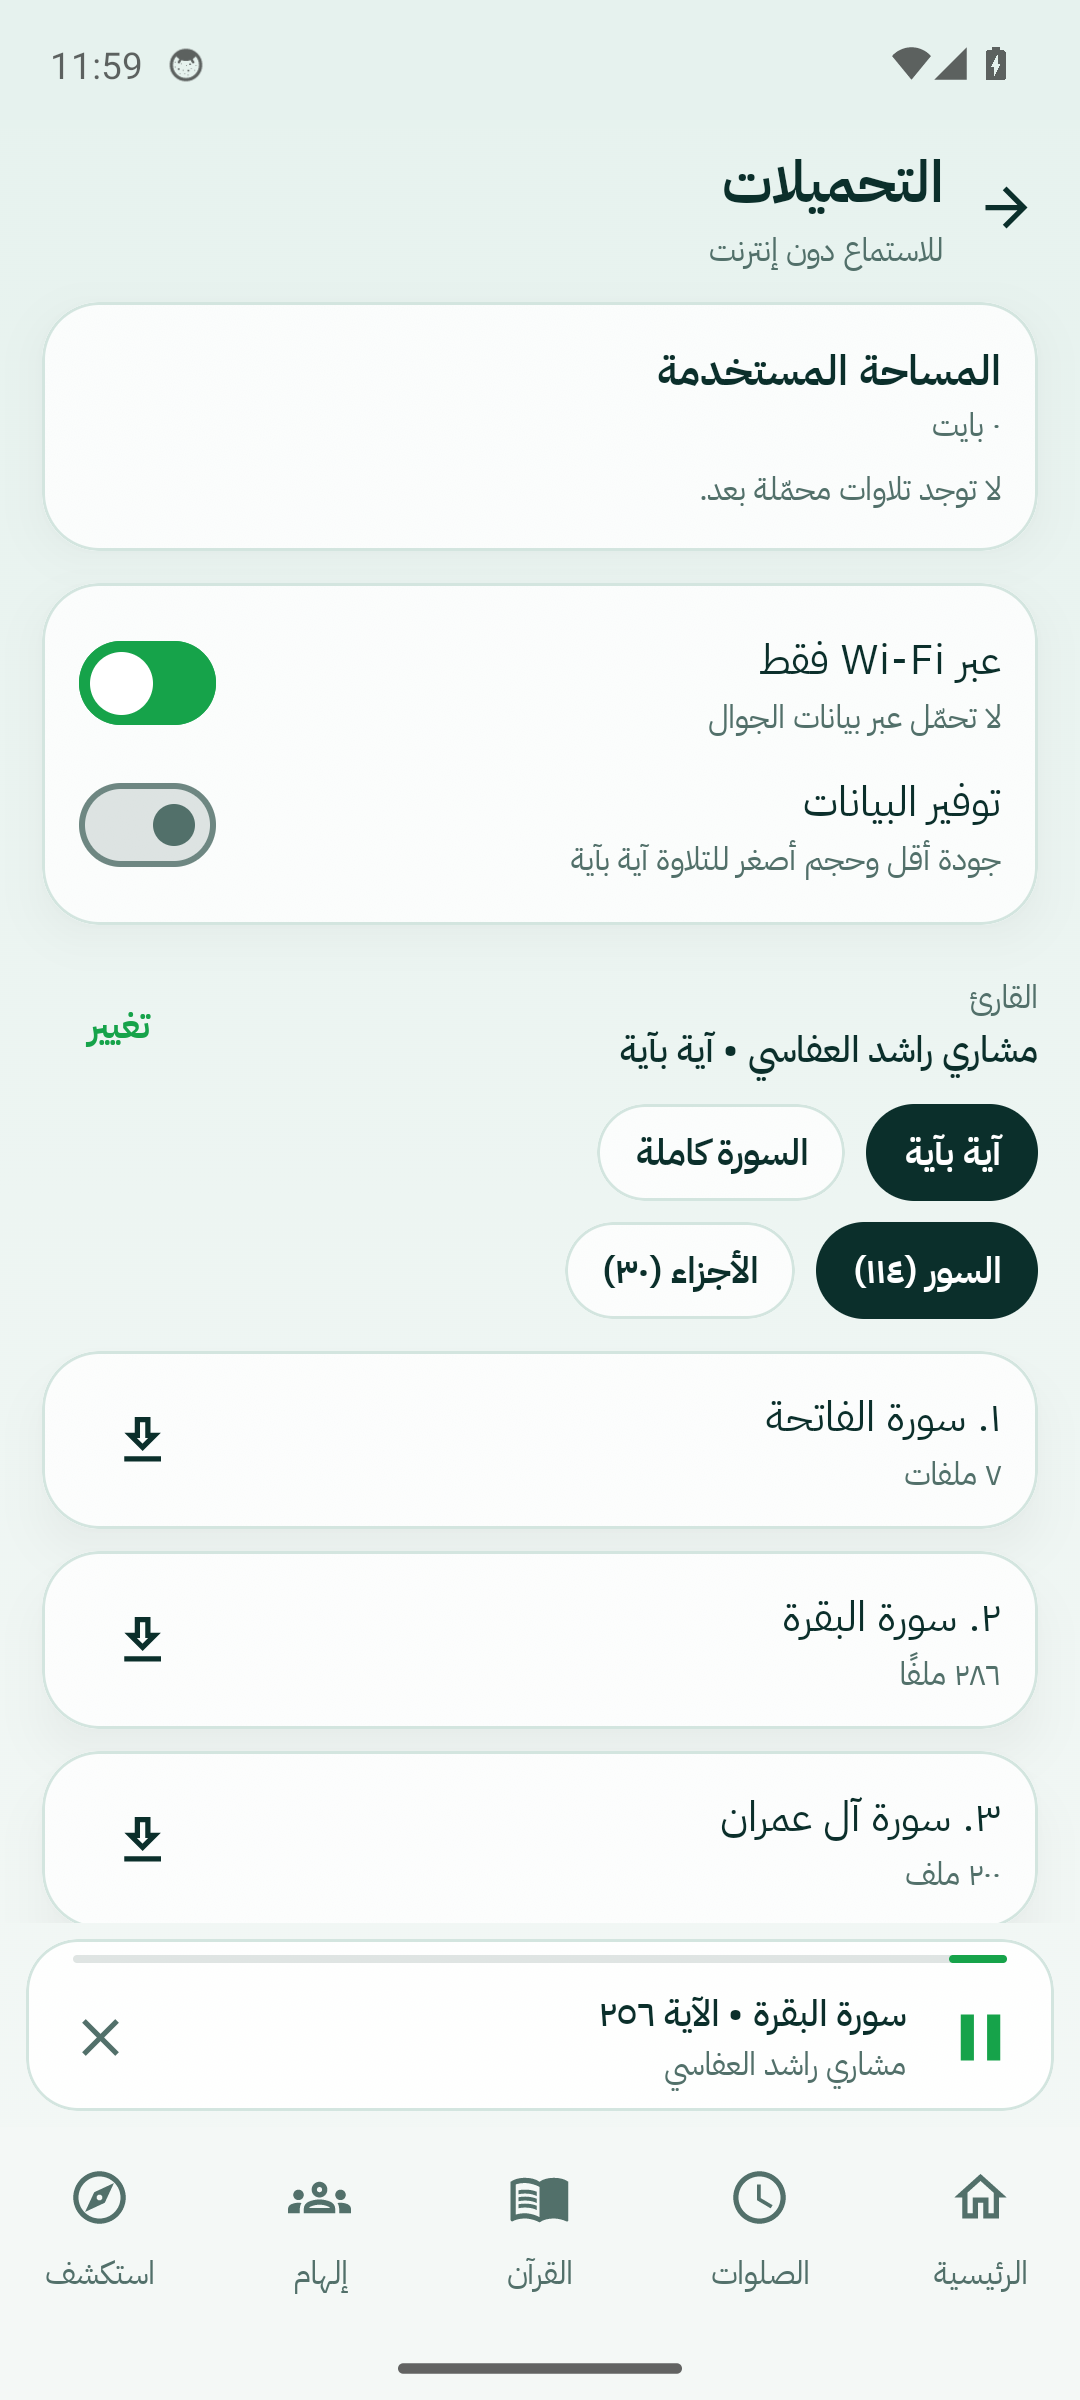 11:59
التحميلات
للاستماع دون إنترنت
المساحة المستخدمة
٠ بايت
لا توجد تلاوات محمّلة بعد.
عبر Wi-Fi فقط
لا تحمّل عبر بيانات الجوال
توفير البيانات
جودة أقل وحجم أصغر للتلاوة آية بآية
القارئ
مشاري راشد العفاسي • آية بآية
تغيير
آية بآية
السورة كاملة
السور (١١٤)
الأجزاء (٣٠)
١. سورة الفاتحة
٧ ملفات
٢. سورة البقرة
٢٨٦ ملفًا
٣. سورة آل عمران
٢٠٠ ملف
سورة البقرة • الآية ٢٥٦
مشاري راشد العفاسي
الرئيسية
الصلوات
القرآن
إلهام
استكشف